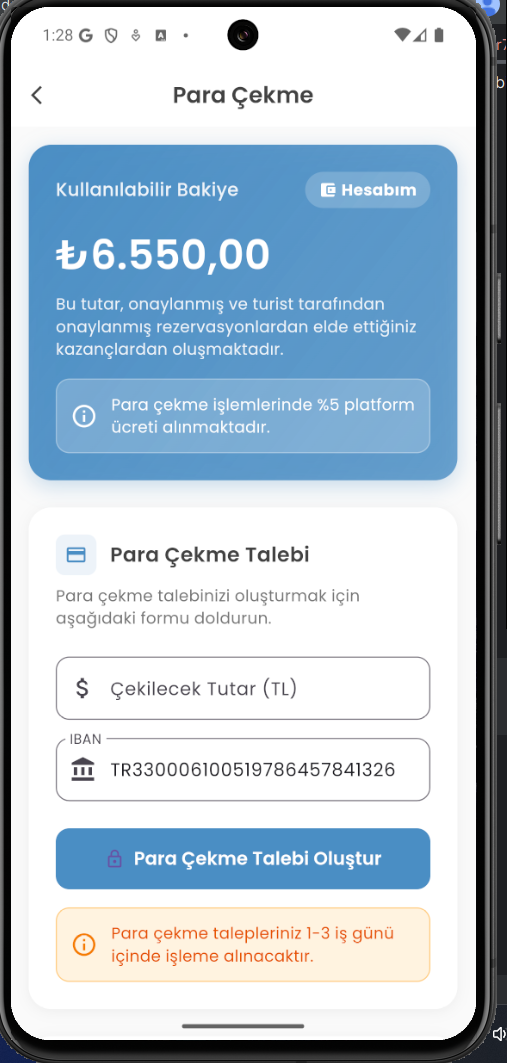 1:28
Para Çekme
Kullanılabilir Bakiye
Hesabım
₺6.550,00
Bu tutar, onaylanmış ve turist tarafından
onaylanmış rezervasyonlardan elde ettiğiniz
kazançlardan oluşmaktadır.
Para çekme işlemlerinde %5 platform
ücreti alınmaktadır.
Para Çekme Talebi
Para çekme talebinizi oluşturmak için
aşağıdaki formu doldurun.
$ Çekilecek Tutar (TL)
IBAN
TR330006100519786457841326
Para Çekme Talebi Oluştur
Para çekme talepleriniz 1-3 iş günü
içinde işleme alınacaktır.